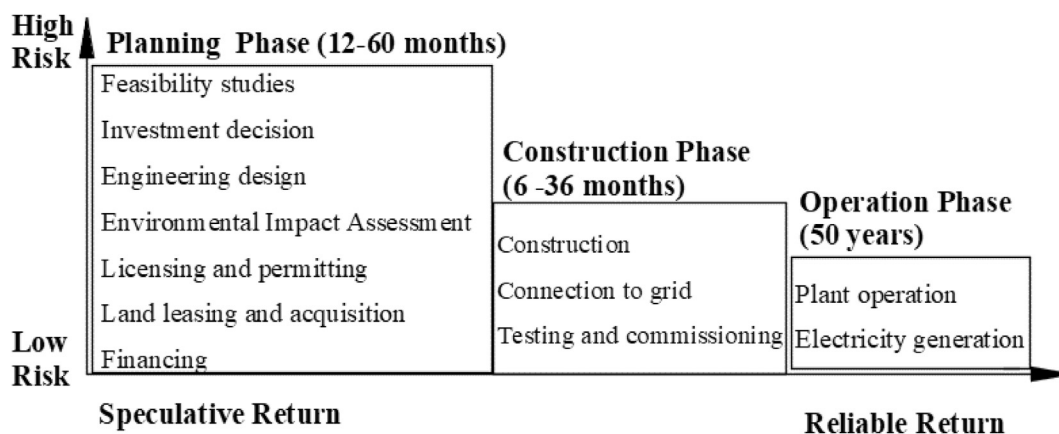 High
Risk
Planning Phase (12-60 months)
Feasibility studies
Investment decision
Engineering design
Environmental Impact Assessment
Licensing and permitting
Land leasing and acquisition
Financing
Construction Phase
(6 -36 months)
Construction
Connection to grid
Testing and commissioning
Operation Phase
(50 years)
Plant operation
Electricity generation
Low
Risk
Speculative Return
Reliable Return